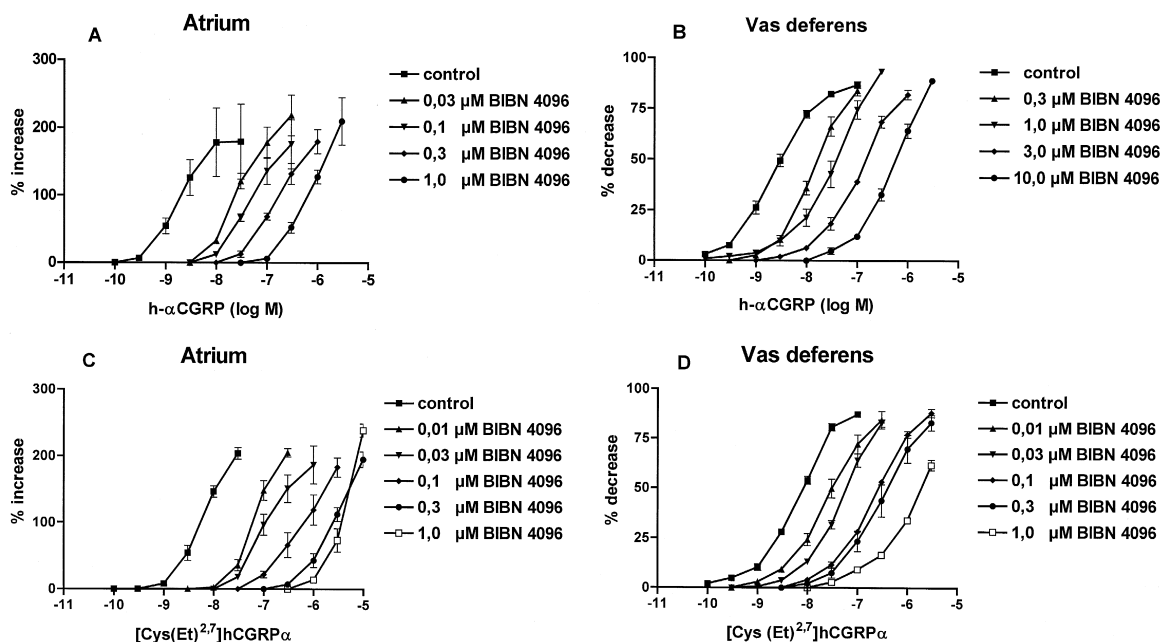 A
Atrium
300
200
100
0
% increase
-11 -10 -9 -8 -7 -6 -5
h-αCGRP (log M)
control
0,03 µM BIBN 4096
0,1 µM BIBN 4096
0,3 µM BIBN 4096
1,0 µM BIBN 4096
B
Vas deferens
100
75
50
25
0
% decrease
-11 -10 -9 -8 -7 -6 -5
h-αCGRP (log M)
control
0,3 µM BIBN 4096
1,0 µM BIBN 4096
3,0 µM BIBN 4096
10,0 µM BIBN 4096
C
Atrium
300
200
100
0
% increase
-11 -10 -9 -8 -7 -6 -5
[Cys(Et)2,7]hCGRPα
control
0,01 µM BIBN 4096
0,03 µM BIBN 4096
0,1 µM BIBN 4096
0,3 µM BIBN 4096
1,0 µM BIBN 4096
D
Vas deferens
100
75
50
25
0
% decrease
-11 -10 -9 -8 -7 -6 -5
[Cys (Et)2,7]hCGRPα
control
0,01 µM BIBN 4096
0,03 µM BIBN 4096
0,1 µM BIBN 4096
0,3 µM BIBN 4096
1,0 µM BIBN 4096